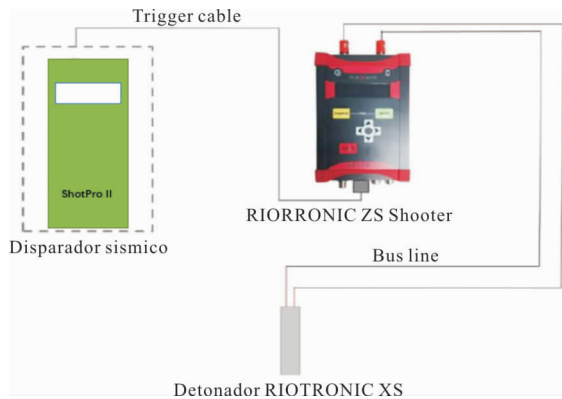 Trigger cable
ShotPro II
Disparador sismico
RIORRONIC ZS Shooter
Bus line
Detonador RIOTRONIC XS